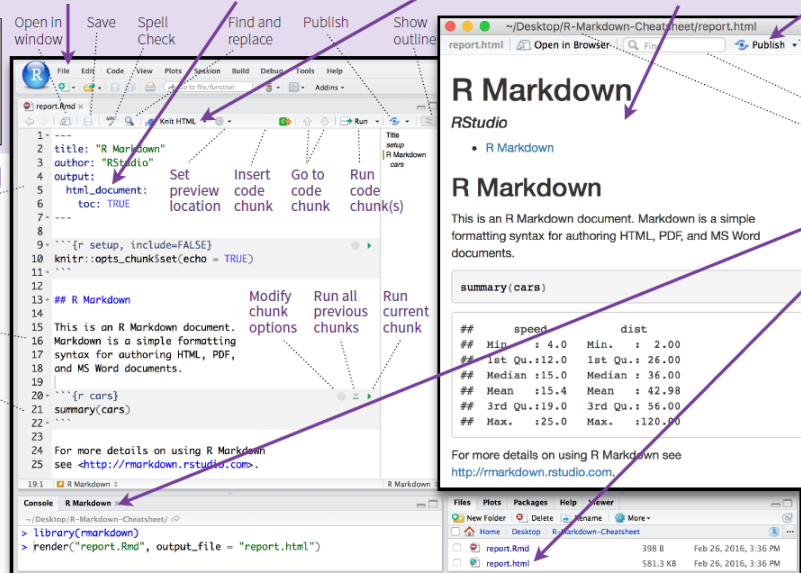 Open in window
Save
Spell Check
Find and replace
Publish
Show outline
File Edit Code View Plots Session Build Debug Tools Help
Go to file/function Addins
report.Rmd
ABC Knit HTML Run
1 ---
2 title: "R Markdown"
3 author: "RStudio"
4 output:
5 html_document:
6 toc: TRUE
7 ---
8
9 ```{r setup, include=FALSE}
10 knitr::opts_chunk$set(echo = TRUE)
11 ```
12
13 ## R Markdown
14
15 This is an R Markdown document.
16 Markdown is a simple formatting
17 syntax for authoring HTML, PDF,
18 and MS Word documents.
19
20 ```{r cars}
21 summary(cars)
22 ```
23
24 For more details on using R Markdown
25 see <http://rmarkdown.rstudio.com>.
19:1 R Markdown
R Markdown
Title
setup
R Markdown
cars
Set preview location
Insert code chunk
Go to code chunk
Run code chunk(s)
Modify chunk options
Run all previous chunks
Run current chunk
Console R Markdown
~/Desktop/R-Markdown-Cheatsheet/
> library(rmarkdown)
> render("report.Rmd", output_file = "report.html")
~/Desktop/R-Markdown-Cheatsheet/report.html
report.html Open in Browser Find Publish
R Markdown
RStudio
• R Markdown
R Markdown
This is an R Markdown document. Markdown is a simple
formatting syntax for authoring HTML, PDF, and MS Word
documents.
summary(cars)
## speed dist
## Min. : 4.0 Min. : 2.00
## 1st Qu.:12.0 1st Qu.: 26.00
## Median :15.0 Median : 36.00
## Mean :15.4 Mean : 42.98
## 3rd Qu.:19.0 3rd Qu.: 56.00
## Max. :25.0 Max. :120.00
For more details on using R Markdown see
http://rmarkdown.rstudio.com.
Files Plots Packages Help Viewer
New Folder Delete Rename More
Home Desktop R-Markdown-Cheatsheet
report.Rmd 398 B Feb 26, 2016, 3:36 PM
report.html 581.3 KB Feb 26, 2016, 3:36 PM